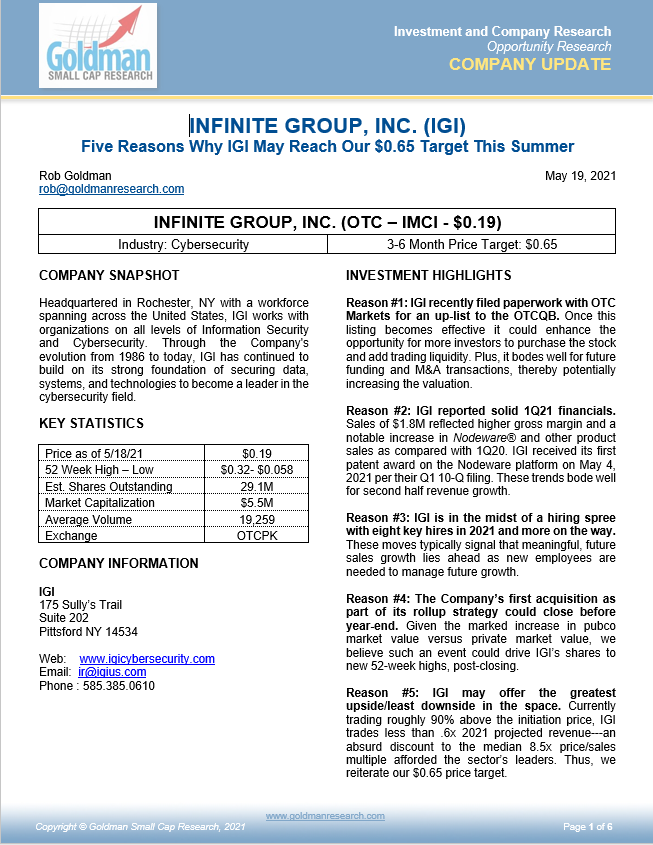 Goldman
SMALL CAP RESEARCH
Investment and Company Research
Opportunity Research
COMPANY UPDATE
INFINITE GROUP, INC. (IGI)
Five Reasons Why IGI May Reach Our $0.65 Target This Summer
Rob Goldman
May 19, 2021
rob@goldmanresearch.com
INFINITE GROUP, INC. (OTC – IMCI - $0.19)
Industry: Cybersecurity
3-6 Month Price Target: $0.65
COMPANY SNAPSHOT
Headquartered in Rochester, NY with a workforce
spanning across the United States, IGI works with
organizations on all levels of Information Security
and Cybersecurity. Through the Company's
evolution from 1986 to today, IGI has continued to
build on its strong foundation of securing data,
systems, and technologies to become a leader in the
cybersecurity field.
KEY STATISTICS
Price as of 5/18/21 $0.19
52 Week High – Low $0.32- $0.058
Est. Shares Outstanding 29.1M
Market Capitalization $5.5M
Average Volume 19,259
Exchange OTCPK
COMPANY INFORMATION
IGI
175 Sully's Trail
Suite 202
Pittsford NY 14534
Web: www.igicybersecurity.com
Email: ir@igius.com
Phone : 585.385.0610
INVESTMENT HIGHLIGHTS
Reason #1: IGI recently filed paperwork with OTC
Markets for an up-list to the OTCQB. Once this
listing becomes effective it could enhance the
opportunity for more investors to purchase the stock
and add trading liquidity. Plus, it bodes well for future
funding and M&A transactions, thereby potentially
increasing the valuation.
Reason #2: IGI reported solid 1Q21 financials.
Sales of $1.8M reflected higher gross margin and a
notable increase in Nodeware® and other product
sales as compared with 1Q20. IGI received its first
patent award on the Nodeware platform on May 4,
2021 per their Q1 10-Q filing. These trends bode well
for second half revenue growth.
Reason #3: IGI is in the midst of a hiring spree
with eight key hires in 2021 and more on the way.
These moves typically signal that meaningful, future
sales growth lies ahead as new employees are
needed to manage future growth.
Reason #4: The Company's first acquisition as
part of its rollup strategy could close before
year-end. Given the marked increase in pubco
market value versus private market value, we
believe such an event could drive IGI's shares to
new 52-week highs, post-closing.
Reason #5: IGI may offer the greatest
upside/least downside in the space. Currently
trading roughly 90% above the initiation price, IGI
trades less than .6x 2021 projected revenue---an
absurd discount to the median 8.5x price/sales
multiple afforded the sector's leaders. Thus, we
reiterate our $0.65 price target.
www.goldmanresearch.com
Copyright © Goldman Small Cap Research, 2021
Page 1 of 6